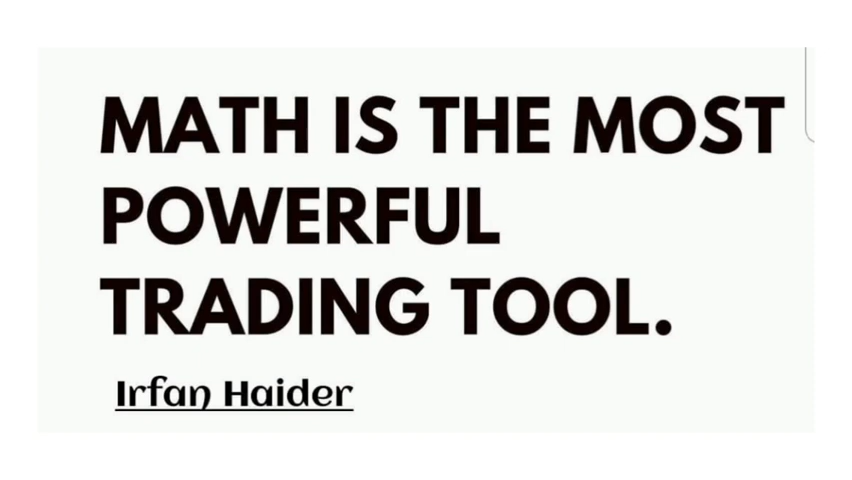 MATH IS THE MOST
POWERFUL
TRADING TOOL.
Irfan Haider